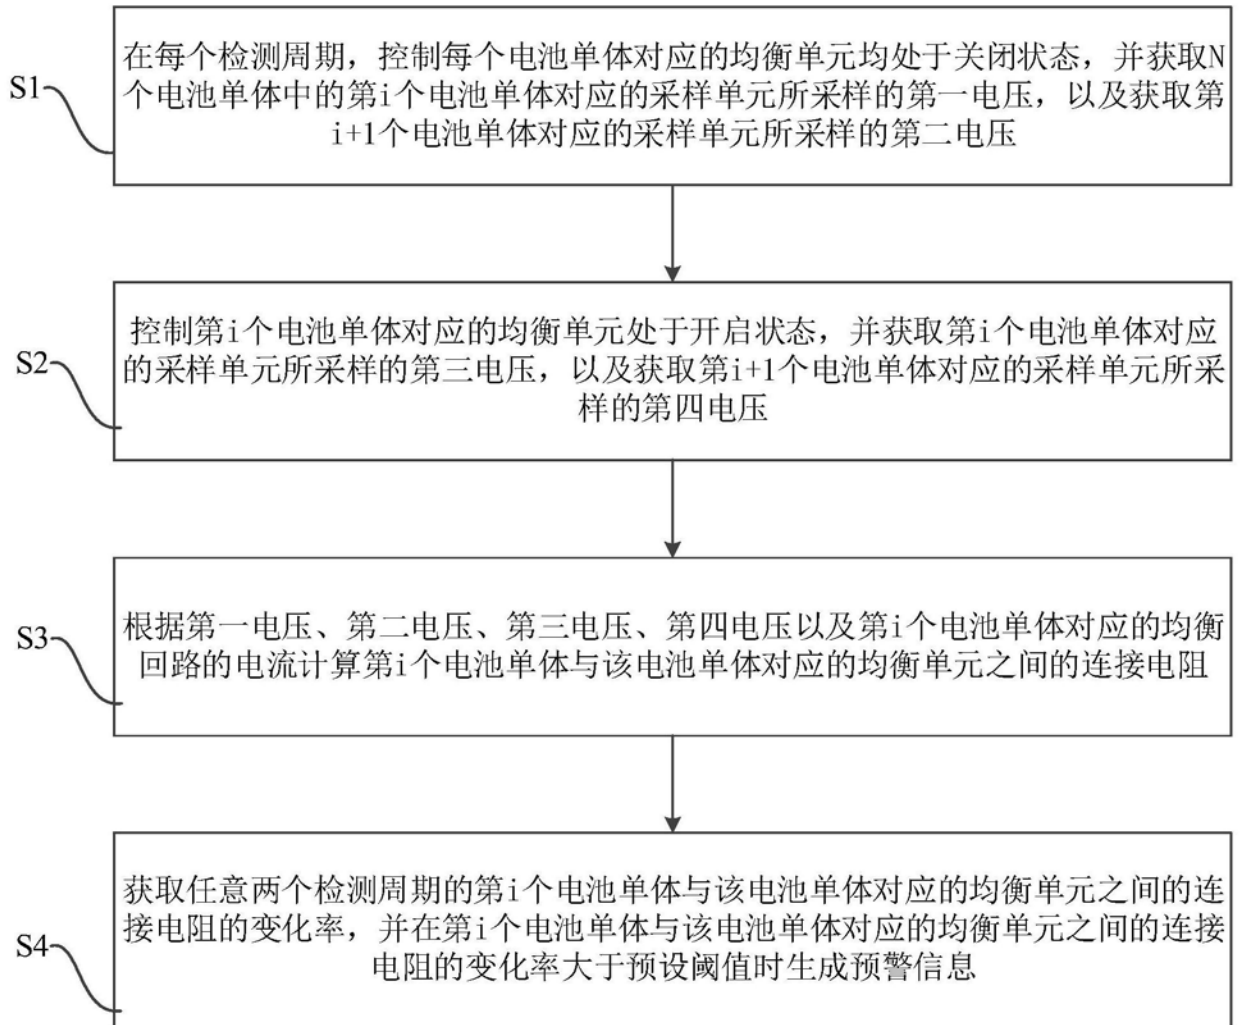 S1
在每个检测周期，控制每个电池单体对应的均衡单元均处于关闭状态，并获取N
个电池单体中的第i个电池单体对应的采样单元所采样的第一电压，以及获取第
i+1个电池单体对应的采样单元所采样的第二电压
S2
控制第i个电池单体对应的均衡单元处于开启状态，并获取第i个电池单体对应
的采样单元所采样的第三电压，以及获取第i+1个电池单体对应的采样单元所采
样的第四电压
S3
根据第一电压、第二电压、第三电压、第四电压以及第i个电池单体对应的均衡
回路的电流计算第i个电池单体与该电池单体对应的均衡单元之间的连接电阻
S4
获取任意两个检测周期的第i个电池单体与该电池单体对应的均衡单元之间的连
接电阻的变化率，并在第i个电池单体与该电池单体对应的均衡单元之间的连接
电阻的变化率大于预设阈值时生成预警信息